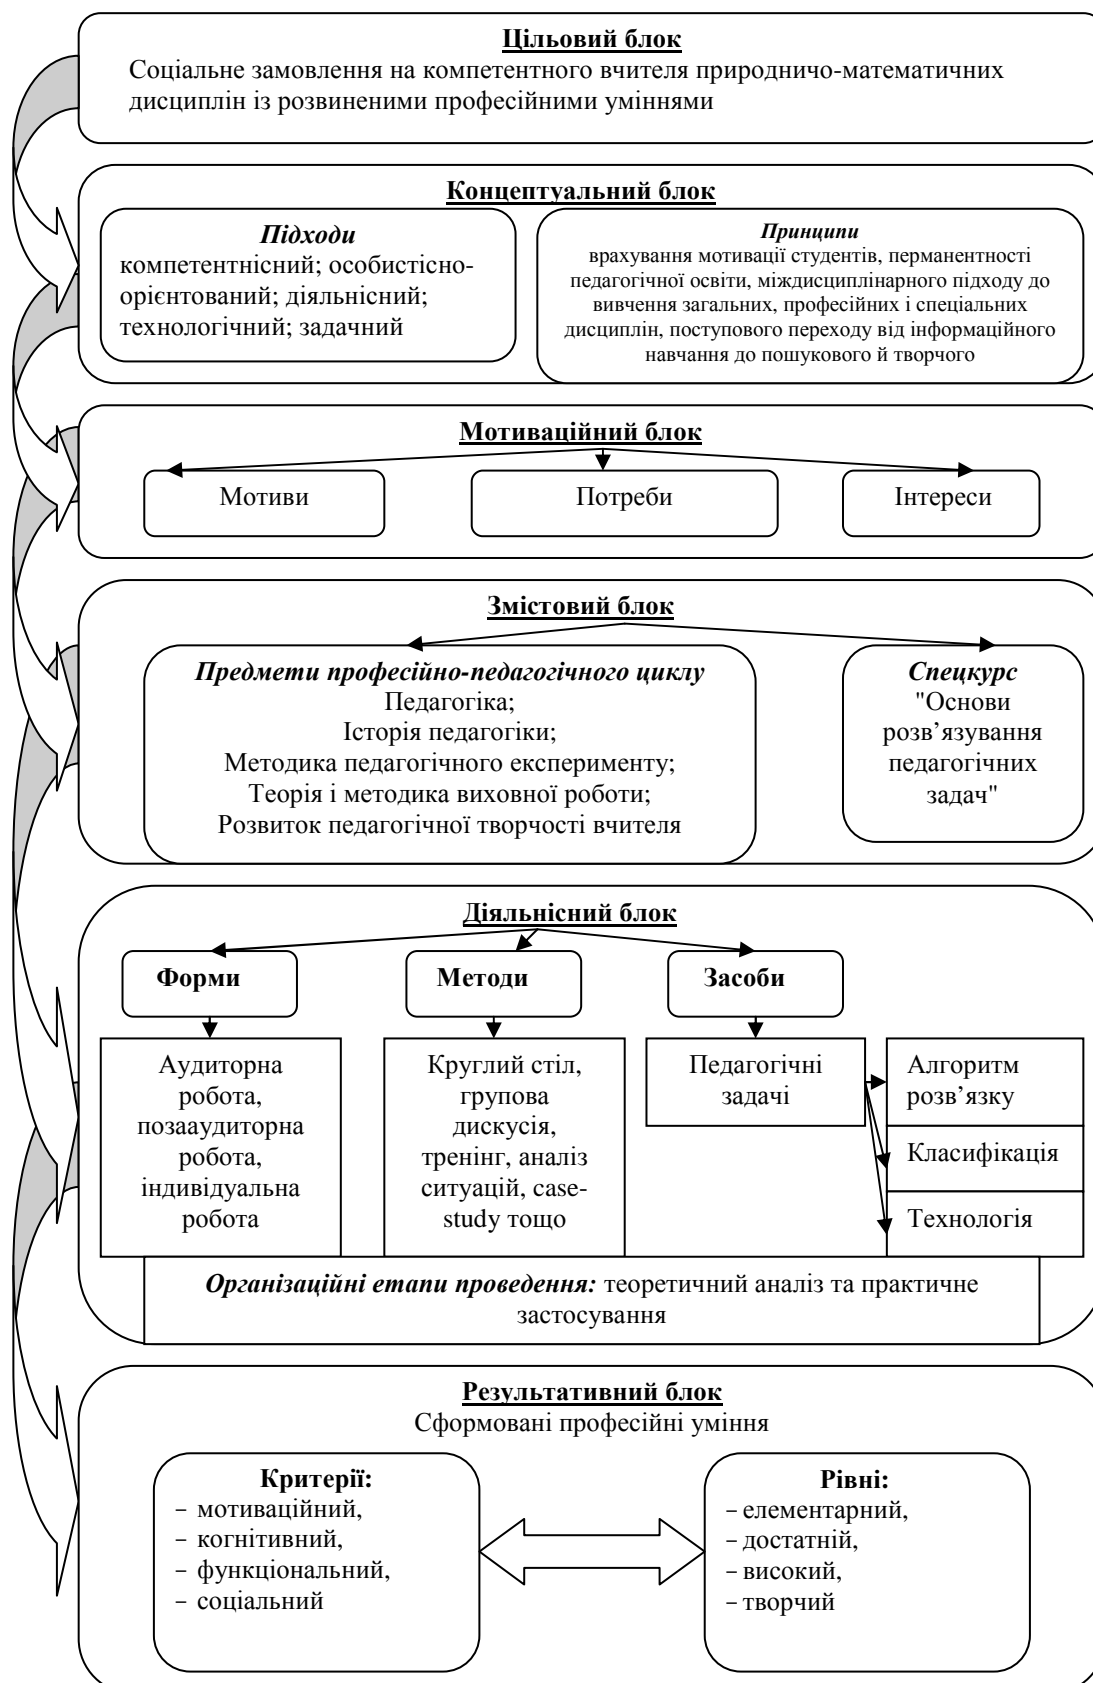 Цільовий блок
Соціальне замовлення на компетентного вчителя природничо-математичних
дисциплін із розвиненими професійними уміннями
Концептуальний блок
Підходи
компетентнісний; особистісно-
орієнтований; діяльнісний;
технологічний; задачний
Принципи
врахування мотивації студентів, перманентності
педагогічної освіти, міждисциплінарного підходу до
вивчення загальних, професійних і спеціальних
дисциплін, поступового переходу від інформаційного
навчання до пошукового й творчого
Мотиваційний блок
Мотиви
Потреби
Інтереси
Змістовий блок
Предмети професійно-педагогічного циклу
Педагогіка;
Історія педагогіки;
Методика педагогічного експерименту;
Теорія і методика виховної роботи;
Розвиток педагогічної творчості вчителя
Спецкурс
"Основи
розв’язування
педагогічних
задач"
Діяльнісний блок
Форми
Методи
Засоби
Аудиторна
робота,
позааудиторна
робота,
індивідуальна
робота
Круглий стіл,
групова
дискусія,
тренінг, аналіз
ситуацій, case-
study тощо
Педагогічні
задачі
Алгоритм
розв’язку
Класифікація
Технологія
Організаційні етапи проведення: теоретичний аналіз та практичне
застосування
Результативний блок
Сформовані професійні уміння
Критерії:
– мотиваційний,
– когнітивний,
– функціональний,
– соціальний
Рівні:
– елементарний,
– достатній,
– високий,
– творчий